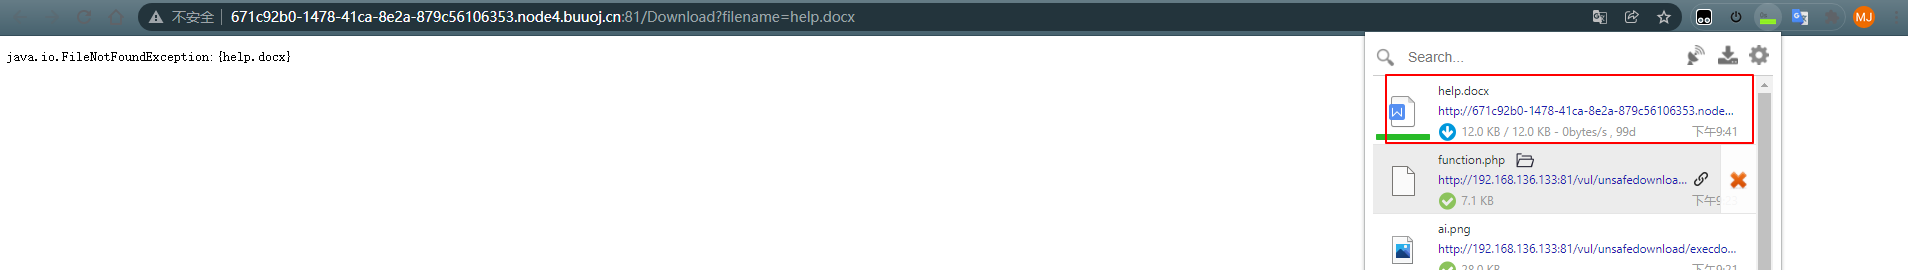 不安全 671c92b0-1478-41ca-8e2a-879c56106353.node4.buuoj.cn:81/Download?filename=help.docx
MJ
java.io.FileNotFoundException:{help.docx}
Search...
help.docx
http://671c92b0-1478-41ca-8e2a-879c56106353.node...
12.0 KB / 12.0 KB - 0bytes/s , 99d 下午9:41
function.php
http://192.168.136.133:81/vul/unsafedownloa...
7.1 KB 下午9
ai.png
http://192.168.136.133:81/vul/unsafedownload/execdo...
28.0 KB 下午9:21